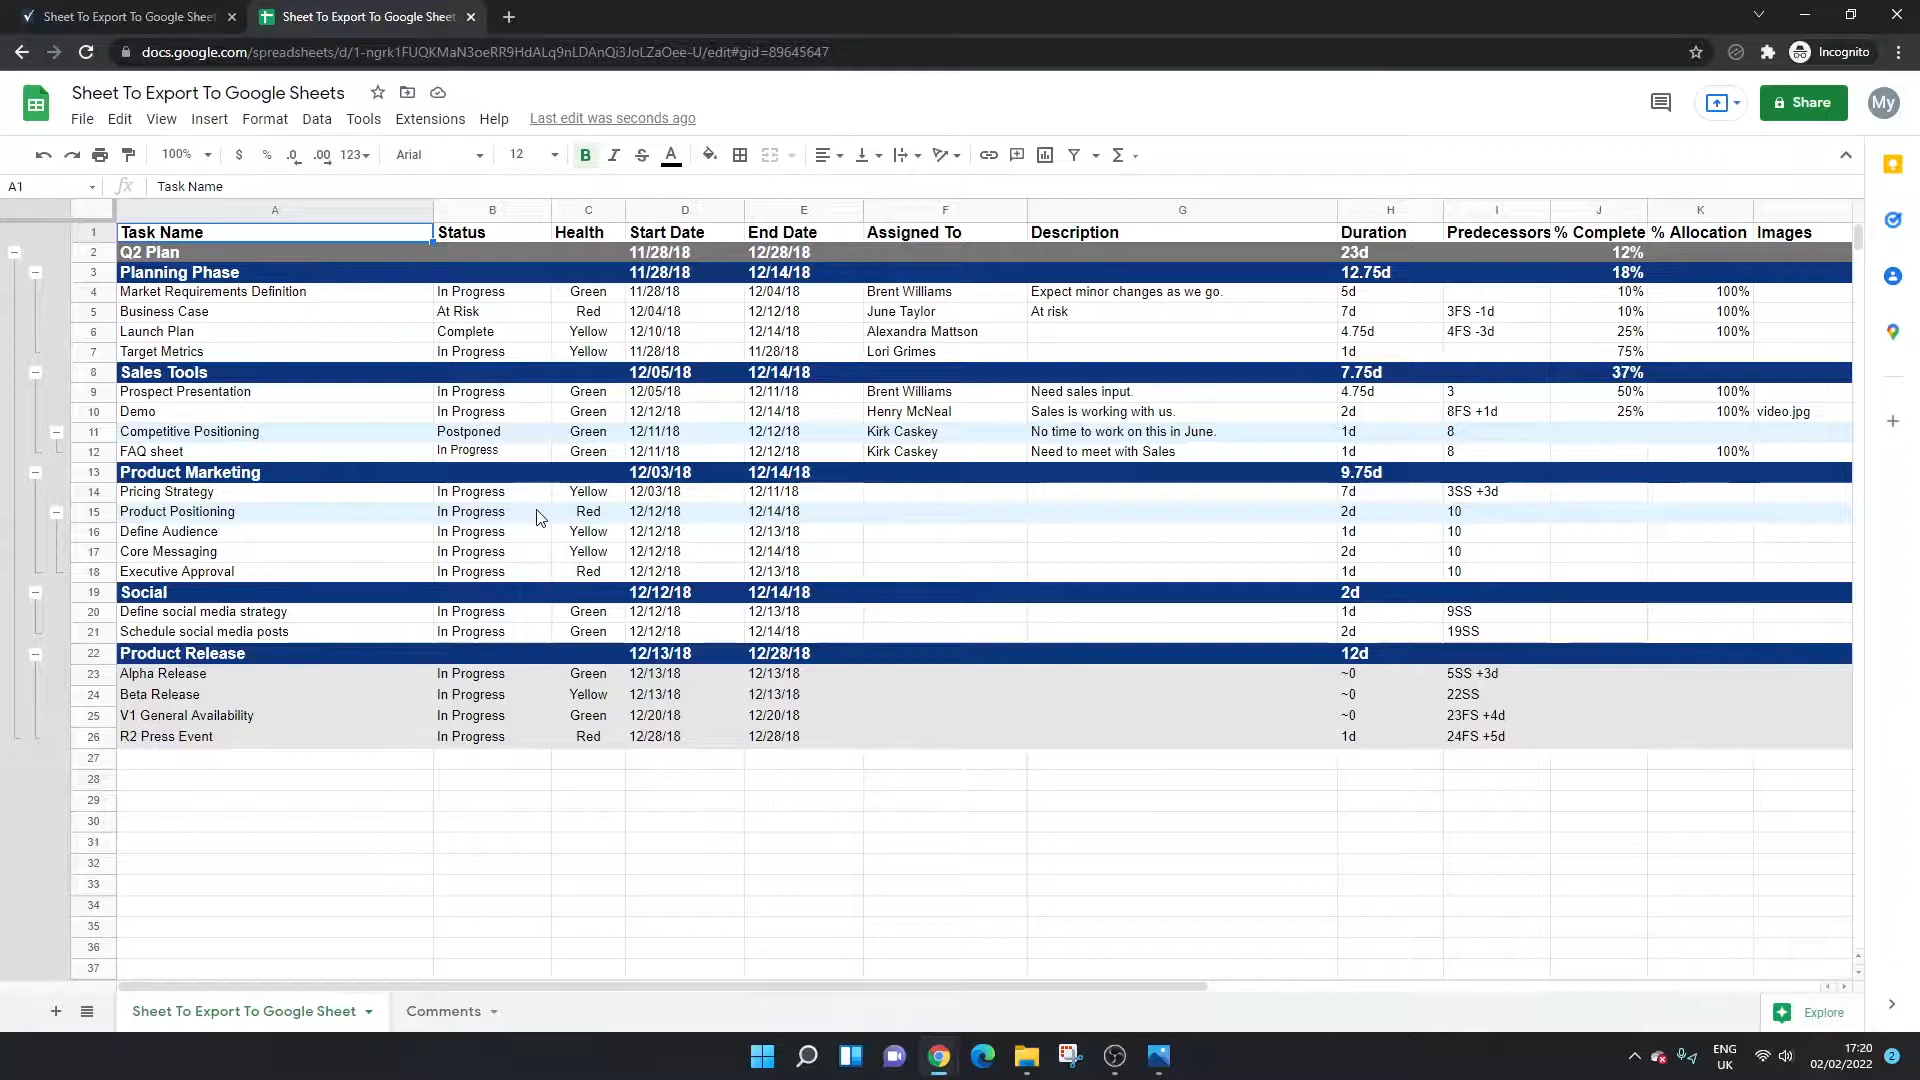 Sheet To Export To Google Sheet
Sheet To Export To Google Sheet
docs.google.com/spreadsheets/d/1-ngrk1FUQKMaN3oeRR9HdALq9nLDAnQi3JoLZaOee-U/edit#gid=89645647
Incognito
Sheet To Export To Google Sheets
Share
My
File Edit View Insert Format Data Tools Extensions Help Last edit was seconds ago
100% $ % .0 .00 123 Arial 12 B I S A Σ
A1 fx Task Name
A B C D E F G H I J K
1 Task Name Status Health Start Date End Date Assigned To Description Duration Predecessors % Complete % Allocation Images
2 Q2 Plan 11/28/18 12/28/18 23d 12%
3 Planning Phase 11/28/18 12/14/18 12.75d 18%
4 Market Requirements Definition In Progress Green 11/28/18 12/04/18 Brent Williams Expect minor changes as we go. 5d 10% 100%
5 Business Case At Risk Red 12/04/18 12/12/18 June Taylor At risk 7d 3FS -1d 10% 100%
6 Launch Plan Complete Yellow 12/10/18 12/14/18 Alexandra Mattson 4.75d 4FS -3d 25% 100%
7 Target Metrics In Progress Yellow 11/28/18 11/28/18 Lori Grimes 1d 75%
8 Sales Tools 12/05/18 12/14/18 7.75d 37%
9 Prospect Presentation In Progress Green 12/05/18 12/11/18 Brent Williams Need sales input. 4.75d 3 50% 100%
10 Demo In Progress Green 12/12/18 12/14/18 Henry McNeal Sales is working with us. 2d 8FS +1d 25% 100% video.jpg
11 Competitive Positioning Postponed Green 12/11/18 12/12/18 Kirk Caskey No time to work on this in June. 1d 8
12 FAQ sheet In Progress Green 12/11/18 12/12/18 Kirk Caskey Need to meet with Sales 1d 8 100%
13 Product Marketing 12/03/18 12/14/18 9.75d
14 Pricing Strategy In Progress Yellow 12/03/18 12/11/18 7d 3SS +3d
15 Product Positioning In Progress Red 12/12/18 12/14/18 2d 10
16 Define Audience In Progress Yellow 12/12/18 12/13/18 1d 10
17 Core Messaging In Progress Yellow 12/12/18 12/14/18 2d 10
18 Executive Approval In Progress Red 12/12/18 12/13/18 1d 10
19 Social 12/12/18 12/14/18 2d
20 Define social media strategy In Progress Green 12/12/18 12/13/18 1d 9SS
21 Schedule social media posts In Progress Green 12/12/18 12/14/18 2d 19SS
22 Product Release 12/13/18 12/28/18 12d
23 Alpha Release In Progress Green 12/13/18 12/13/18 ~0 5SS +3d
24 Beta Release In Progress Yellow 12/13/18 12/13/18 ~0 22SS
25 V1 General Availability In Progress Green 12/20/18 12/20/18 ~0 23FS +4d
26 R2 Press Event In Progress Red 12/28/18 12/28/18 1d 24FS +5d
27
28
29
30
31
32
33
34
35
36
37
Sheet To Export To Google Sheet Comments Explore
ENG
UK
17:20
02/02/2022
2